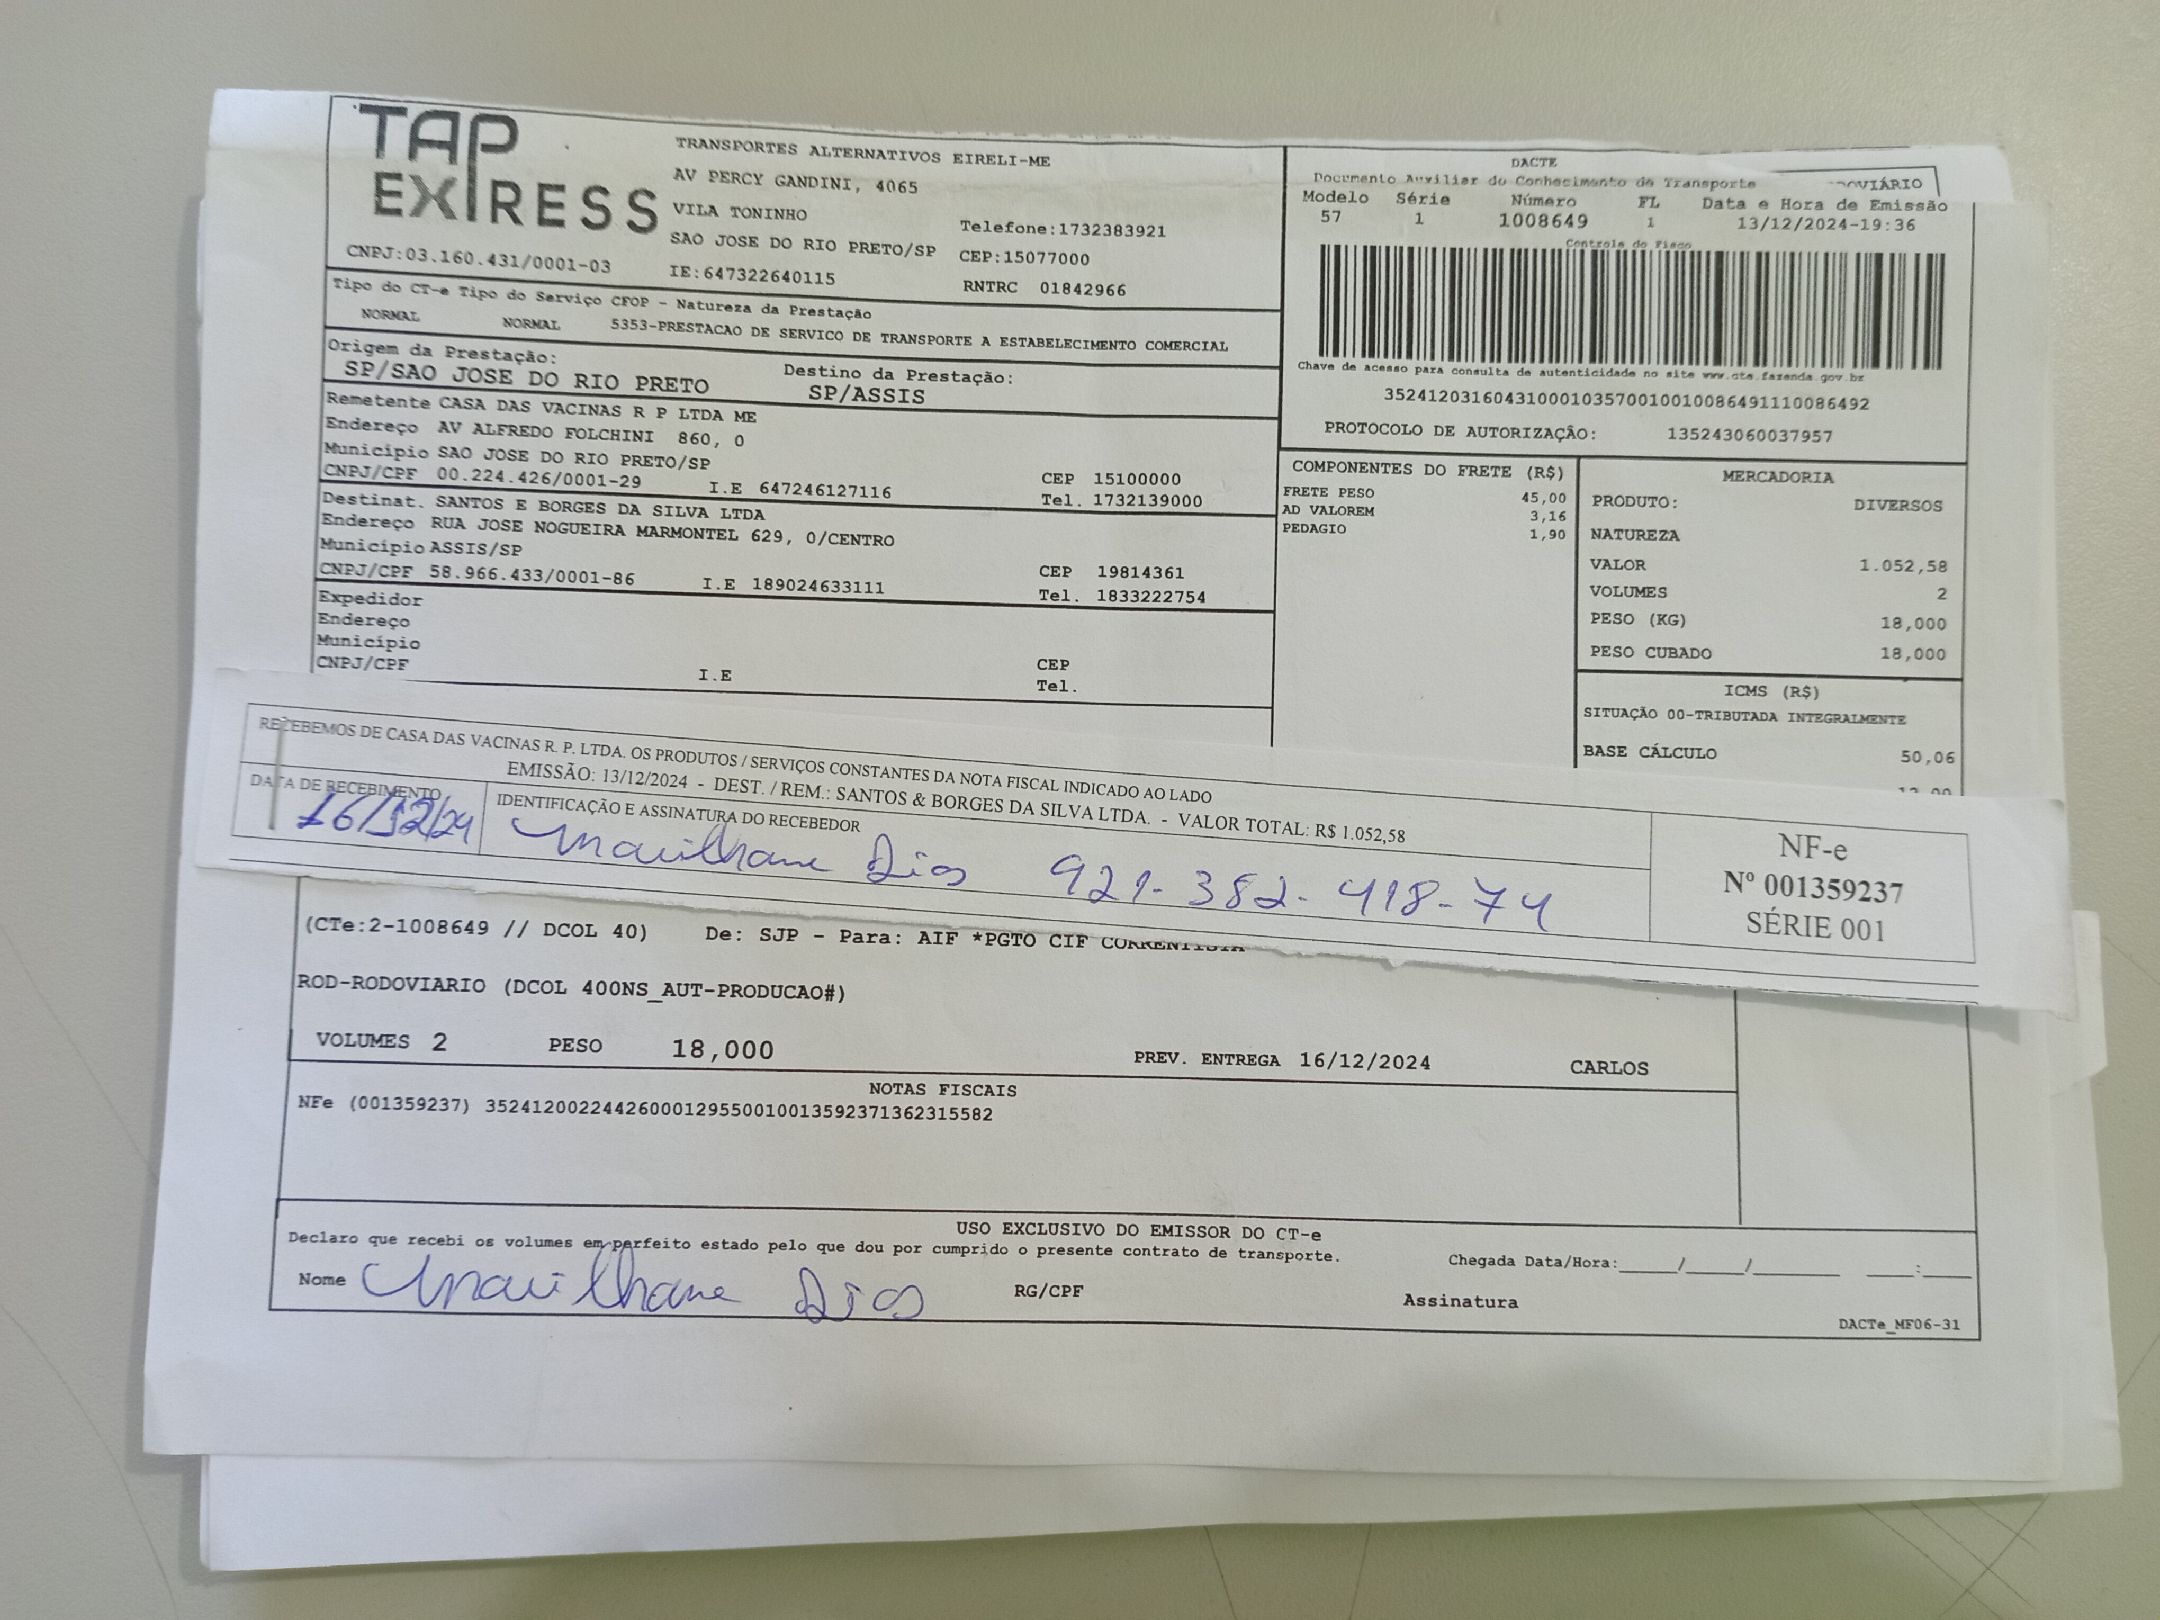 TAP
EXPRESS
CNPJ:03.160.431/0001-03
TRANSPORTES ALTERNATIVOS EIRELI-ME
AV PERCY GANDINI, 4065
VILA TONINHO
SAO JOSE DO RIO PRETO/SP
IE:647322640115
Telefone:1732383921
CEP:15077000
RNTRC 01842966
DACTE
Documento Auxiliar do Conhecimento de Transporte
OVIÁRIO
Modelo Série Número FL Data e Hora de Emissão
57 1 1008649 1 13/12/2024-19:36
Controle do Fisco
Chave de acesso para consulta de autenticidade no site www.cte.fazenda.gov.br
35241203160431000103570010010086491110086492
PROTOCOLO DE AUTORIZAÇÃO: 135243060037957
Tipo do CT-e Tipo do Serviço CFOP - Natureza da Prestação
NORMAL NORMAL 5353-PRESTACAO DE SERVICO DE TRANSPORTE A ESTABELECIMENTO COMERCIAL
Origem da Prestação: Destino da Prestação:
SP/SAO JOSE DO RIO PRETO SP/ASSIS
Remetente CASA DAS VACINAS R P LTDA ME
Endereço AV ALFREDO FOLCHINI 860, 0
Município SAO JOSE DO RIO PRETO/SP CEP 15100000
CNPJ/CPF 00.224.426/0001-29 I.E 647246127116 Tel. 1732139000
Destinat. SANTOS E BORGES DA SILVA LTDA
Endereço RUA JOSE NOGUEIRA MARMONTEL 629, 0/CENTRO
Município ASSIS/SP CEP 19814361
CNPJ/CPF 58.966.433/0001-86 I.E 189024633111 Tel. 1833222754
Expedidor
Endereço
Município CEP
CNPJ/CPF I.E Tel.
COMPONENTES DO FRETE (R$)
FRETE PESO 45,00
AD VALOREM 3,16
PEDAGIO 1,90
MERCADORIA
PRODUTO: DIVERSOS
NATUREZA
VALOR 1.052,58
VOLUMES 2
PESO (KG) 18,000
PESO CUBADO 18,000
ICMS (R$)
SITUAÇÃO 00-TRIBUTADA INTEGRALMENTE
BASE CÁLCULO 50,06
RECEBEMOS DE CASA DAS VACINAS R. P. LTDA. OS PRODUTOS / SERVIÇOS CONSTANTES DA NOTA FISCAL INDICADO AO LADO
EMISSÃO: 13/12/2024 - DEST. / REM.: SANTOS & BORGES DA SILVA LTDA. - VALOR TOTAL: R$ 1.052,58
DATA DE RECEBIMENTO IDENTIFICAÇÃO E ASSINATURA DO RECEBEDOR
16/12/24 Mauilhane Dias 921-382-418-74
NF-e
Nº 001359237
SÉRIE 001
(CTe:2-1008649 // DCOL 40) De: SJP - Para: AIF *PGTO CIF CORRENTISTA
ROD-RODOVIARIO (DCOL 400NS_AUT-PRODUCAO#)
VOLUMES 2 PESO 18,000 PREV. ENTREGA 16/12/2024 CARLOS
NOTAS FISCAIS
NFe (001359237) 35241200224426000129550010013592371362315582
USO EXCLUSIVO DO EMISSOR DO CT-e
Declaro que recebi os volumes em perfeito estado pelo que dou por cumprido o presente contrato de transporte.
Chegada Data/Hora:____/____/______ ___:___
Nome Mauilhane Dias RG/CPF Assinatura
DACTe_MF06-31